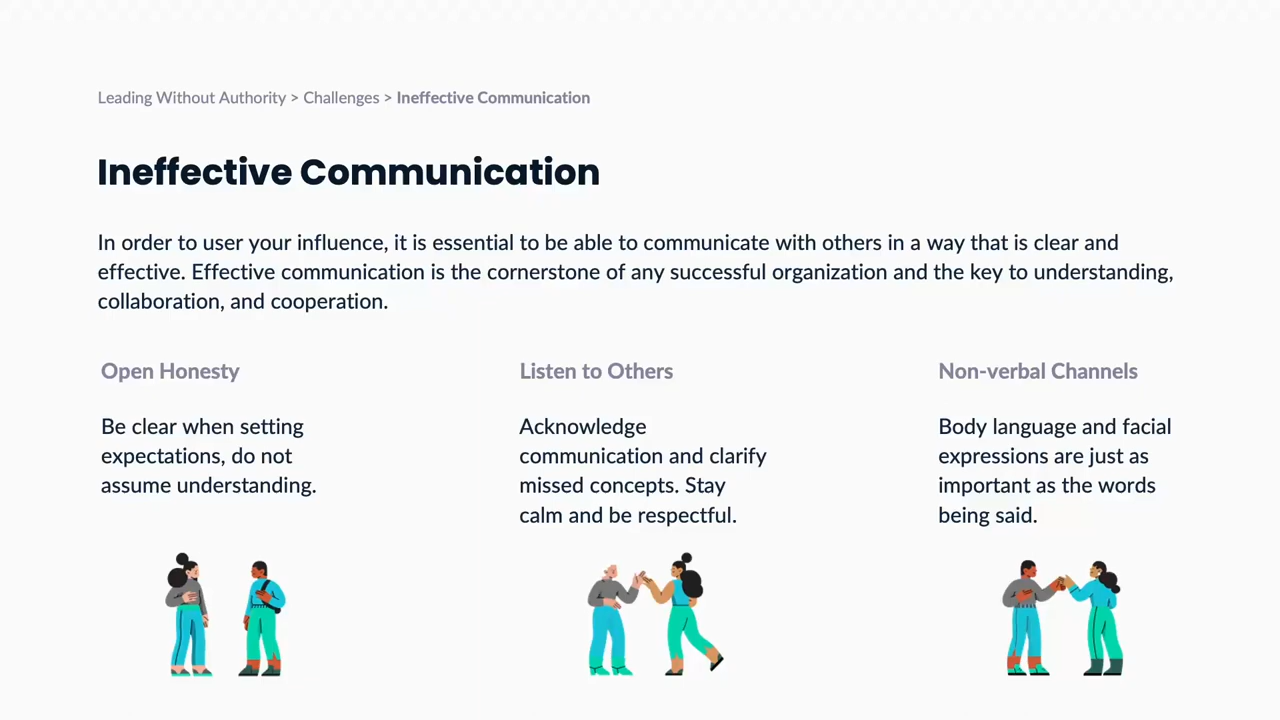 Leading Without Authority > Challenges > Ineffective Communication
Ineffective Communication
In order to user your influence, it is essential to be able to communicate with others in a way that is clear and
effective. Effective communication is the cornerstone of any successful organization and the key to understanding,
collaboration, and cooperation.
Open Honesty
Be clear when setting
expectations, do not
assume understanding.
Listen to Others
Acknowledge
communication and clarify
missed concepts. Stay
calm and be respectful.
Non-verbal Channels
Body language and facial
expressions are just as
important as the words
being said.